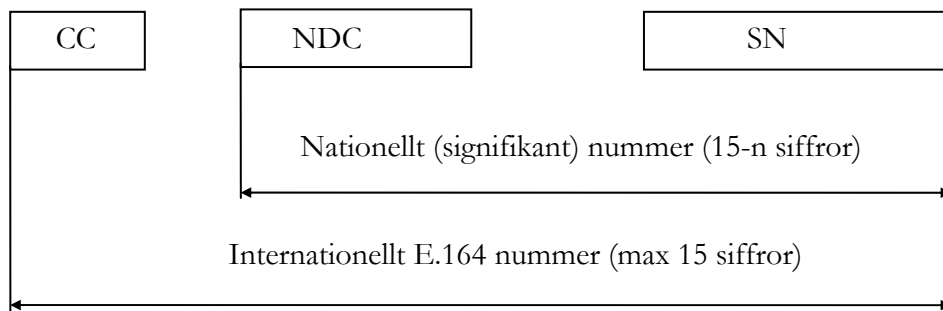 CC NDC SN
Nationellt (signifikant) nummer (15-n siffror)
Internationellt E.164 nummer (max 15 siffror)